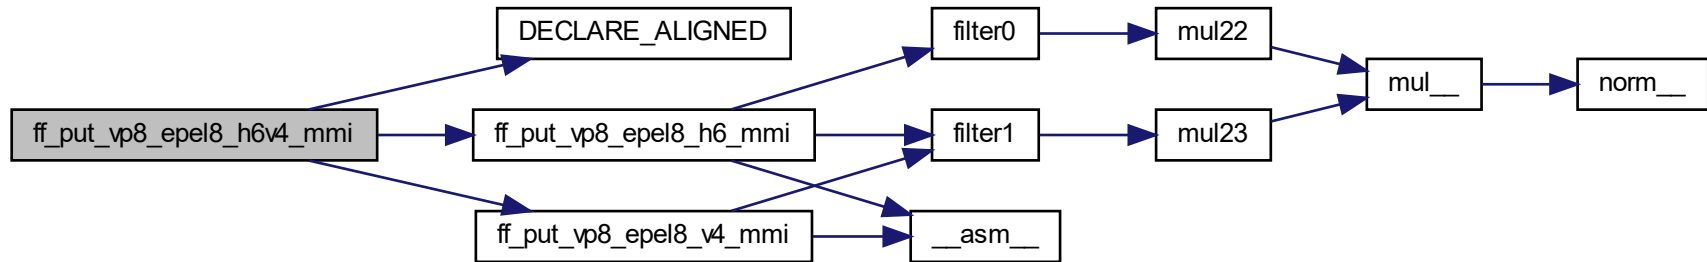 ff_put_vp8_epel8_h6v4_mmi
DECLARE_ALIGNED
ff_put_vp8_epel8_h6_mmi
ff_put_vp8_epel8_v4_mmi
filter0
filter1
__asm__
mul22
mul23
mul__
norm__